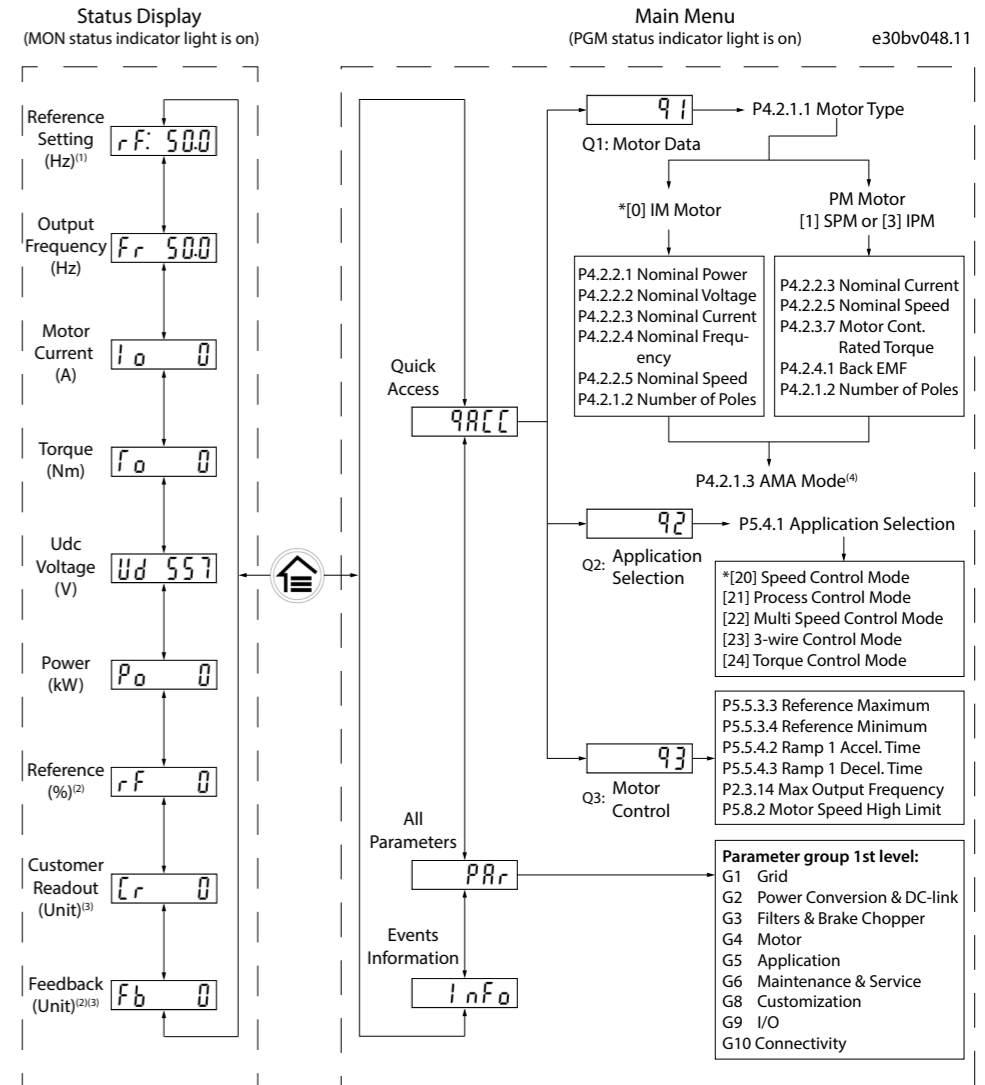 Status Display
(MON status indicator light is on)
Main Menu
(PGM status indicator light is on)
e30bv048.11
Reference
Setting
(Hz)(1)
rF: 50.0
Output
Frequency
(Hz)
Fr 50.0
Motor
Current
(A)
Io 0
Torque
(Nm)
To 0
Udc
Voltage
(V)
Ud 557
Power
(kW)
Po 0
Reference
(%)(2)
rF 0
Customer
Readout
(Unit)(3)
Cr 0
Feedback
(Unit)(2)(3)
Fb 0
Quick
Access
qACC
All
Parameters
PAr
Events
Information
InFo
q1
Q1: Motor Data
P4.2.1.1 Motor Type
*[0] IM Motor
PM Motor
[1] SPM or [3] IPM
P4.2.2.1 Nominal Power
P4.2.2.2 Nominal Voltage
P4.2.2.3 Nominal Current
P4.2.2.4 Nominal Frequ-
ency
P4.2.2.5 Nominal Speed
P4.2.1.2 Number of Poles
P4.2.2.3 Nominal Current
P4.2.2.5 Nominal Speed
P4.2.3.7 Motor Cont.
Rated Torque
P4.2.4.1 Back EMF
P4.2.1.2 Number of Poles
P4.2.1.3 AMA Mode(4)
q2
Q2: Application
Selection
P5.4.1 Application Selection
*[20] Speed Control Mode
[21] Process Control Mode
[22] Multi Speed Control Mode
[23] 3-wire Control Mode
[24] Torque Control Mode
q3
Q3: Motor
Control
P5.5.3.3 Reference Maximum
P5.5.3.4 Reference Minimum
P5.5.4.2 Ramp 1 Accel. Time
P5.5.4.3 Ramp 1 Decel. Time
P2.3.14 Max Output Frequency
P5.8.2 Motor Speed High Limit
Parameter group 1st level:
G1 Grid
G2 Power Conversion & DC-link
G3 Filters & Brake Chopper
G4 Motor
G5 Application
G6 Maintenance & Service
G8 Customization
G9 I/O
G10 Connectivity